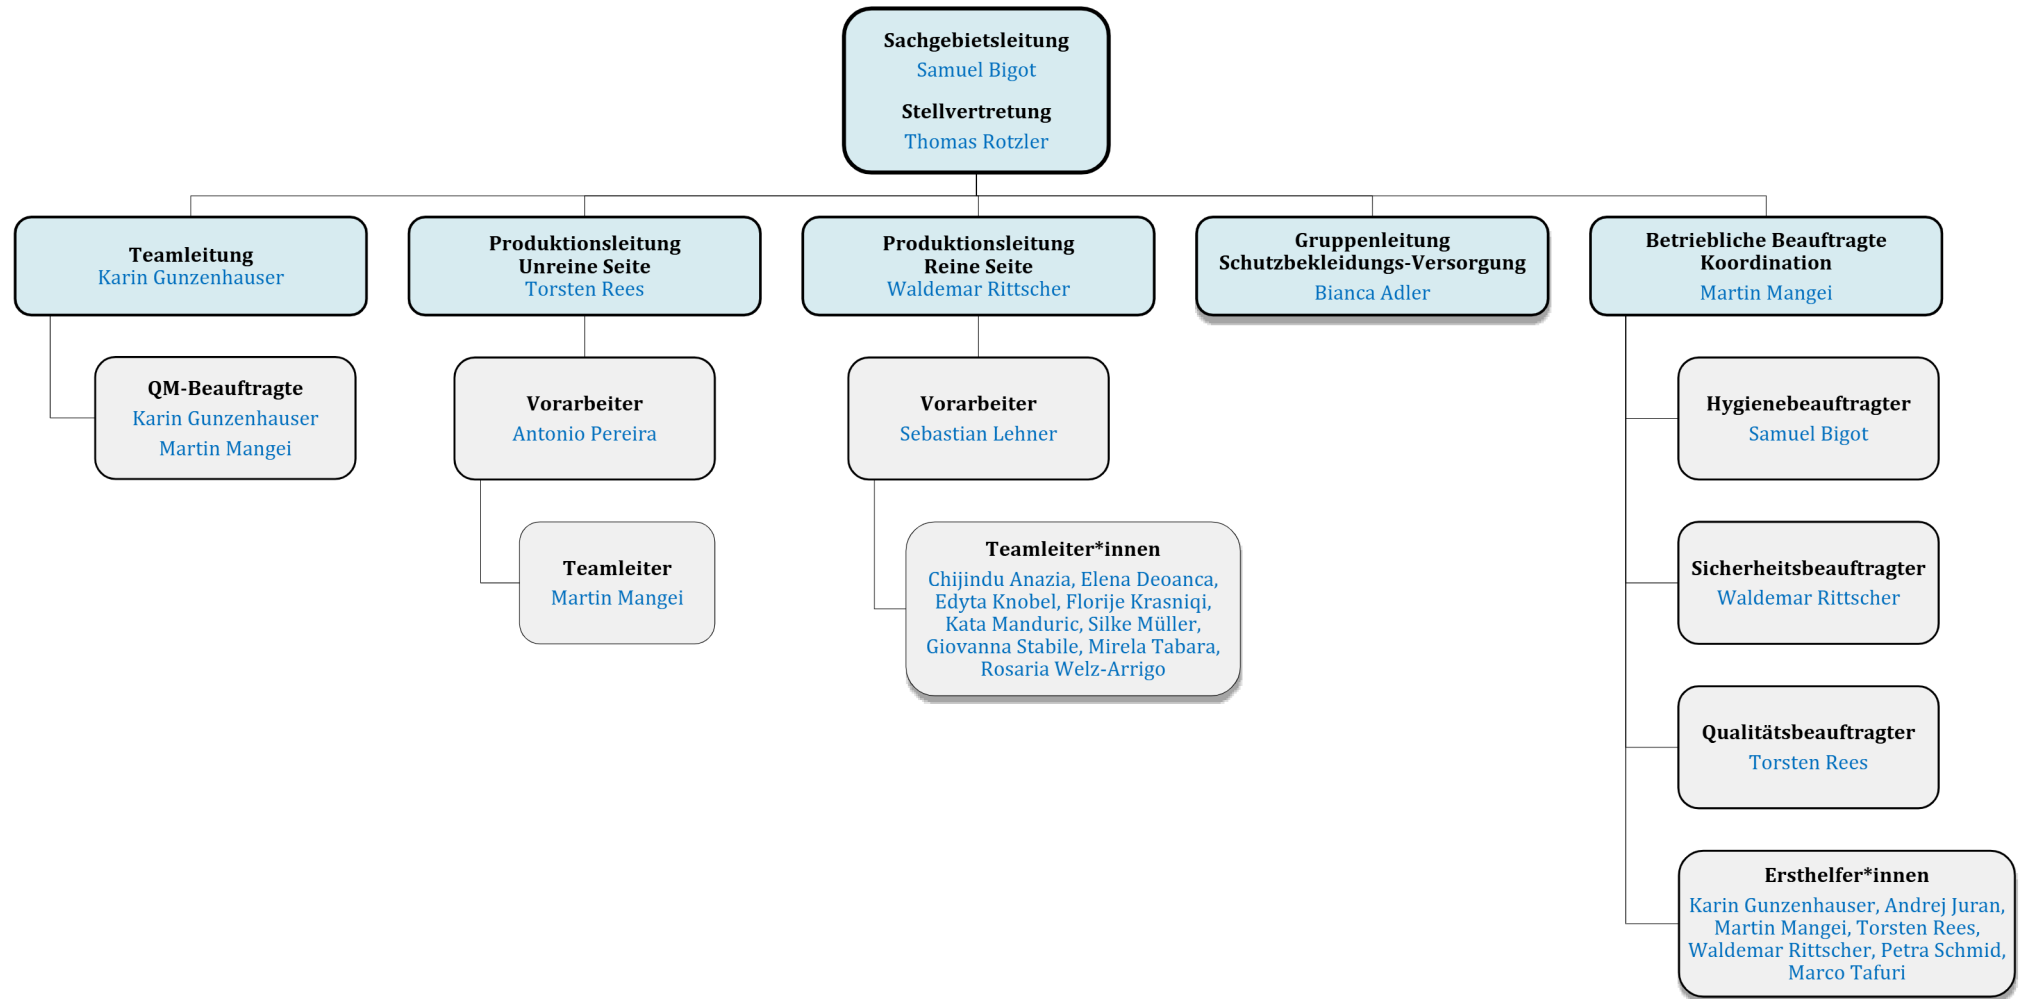 Sachgebietsleitung
Samuel Bigot
Stellvertretung
Thomas Rotzler
Teamleitung
Karin Gunzenhauser
Produktionsleitung
Unreine Seite
Torsten Rees
Produktionsleitung
Reine Seite
Waldemar Rittscher
Gruppenleitung
Schutzbekleidungs-Versorgung
Bianca Adler
Betriebliche Beauftragte
Koordination
Martin Mangei
QM-Beauftragte
Karin Gunzenhauser
Martin Mangei
Vorarbeiter
Antonio Pereira
Vorarbeiter
Sebastian Lehner
Hygienebeauftragter
Samuel Bigot
Teamleiter
Martin Mangei
Teamleiter*innen
Chijindu Anazia, Elena Deoanca,
Edyta Knobel, Florije Krasniqi,
Kata Manduric, Silke Müller,
Giovanna Stabile, Mirela Tabara,
Rosaria Welz-Arrigo
Sicherheitsbeauftragter
Waldemar Rittscher
Qualitätsbeauftragter
Torsten Rees
Ersthelfer*innen
Karin Gunzenhauser, Andrej Juran,
Martin Mangei, Torsten Rees,
Waldemar Rittscher, Petra Schmid,
Marco Tafuri